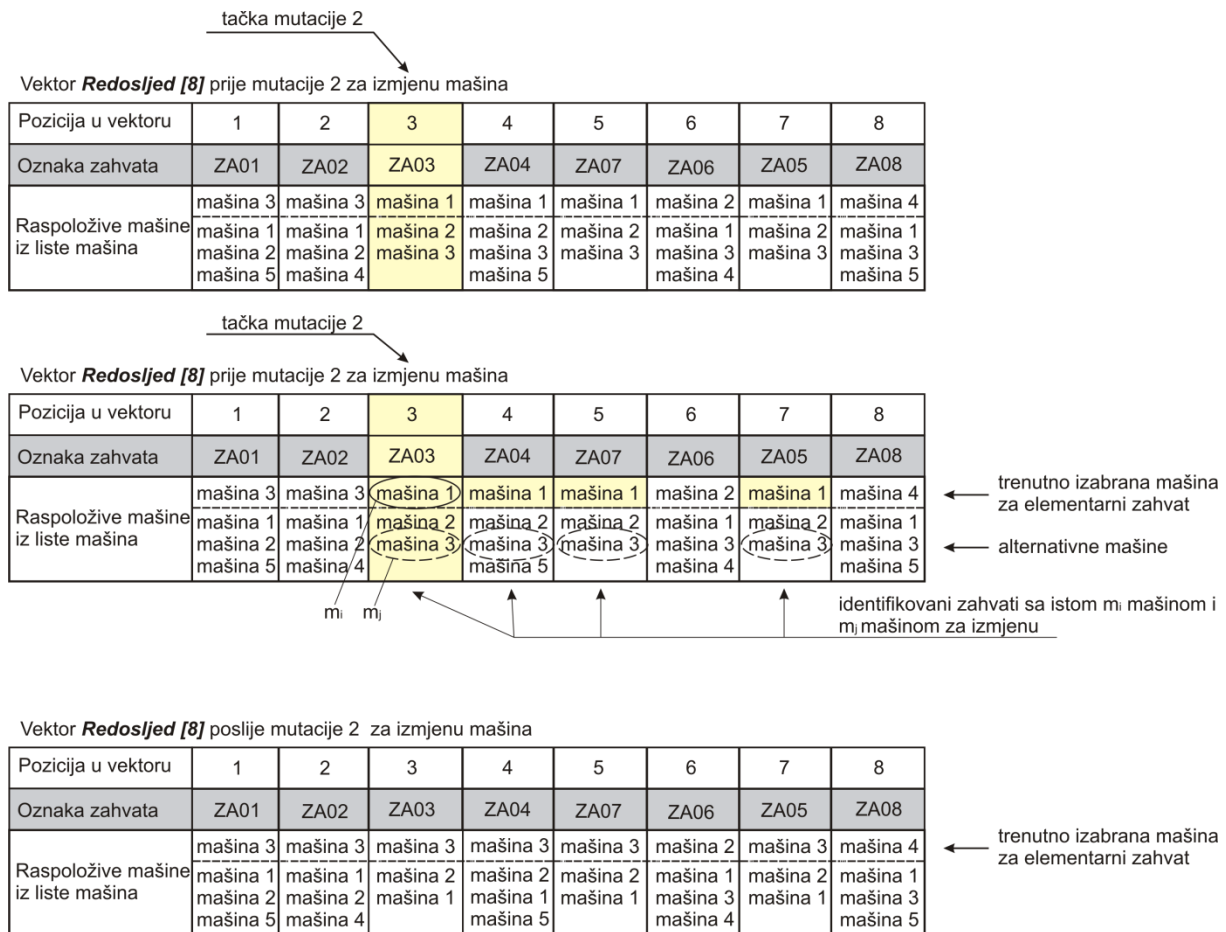 tačka mutacije 2
Vektor Redosljed [8] prije mutacije 2 za izmjenu mašina
Pozicija u vektoru 1 2 3 4 5 6 7 8
Oznaka zahvata ZA01 ZA02 ZA03 ZA04 ZA07 ZA06 ZA05 ZA08
mašina 3 mašina 3 mašina 1 mašina 1 mašina 1 mašina 2 mašina 1 mašina 4
Raspoložive mašine mašina 1 mašina 1 mašina 2 mašina 2 mašina 2 mašina 1 mašina 2 mašina 1
iz liste mašina mašina 2 mašina 2 mašina 3 mašina 3 mašina 3 mašina 3 mašina 3 mašina 3
mašina 5 mašina 4 mašina 5 mašina 4 mašina 5
tačka mutacije 2
Vektor Redosljed [8] prije mutacije 2 za izmjenu mašina
Pozicija u vektoru 1 2 3 4 5 6 7 8
Oznaka zahvata ZA01 ZA02 ZA03 ZA04 ZA07 ZA06 ZA05 ZA08
mašina 3 mašina 3 mašina 1 mašina 1 mašina 1 mašina 2 mašina 1 mašina 4 trenutno izabrana mašina
za elementarni zahvat
Raspoložive mašine mašina 1 mašina 1 mašina 2 mašina 2 mašina 2 mašina 1 mašina 2 mašina 1
iz liste mašina mašina 2 mašina 2 mašina 3 mašina 3 mašina 3 mašina 3 mašina 3 mašina 3 alternativne mašine
mašina 5 mašina 4 mašina 5 mašina 4 mašina 5
mi mj
identifikovani zahvati sa istom mi mašinom i
mj mašinom za izmjenu
Vektor Redosljed [8] poslije mutacije 2 za izmjenu mašina
Pozicija u vektoru 1 2 3 4 5 6 7 8
Oznaka zahvata ZA01 ZA02 ZA03 ZA04 ZA07 ZA06 ZA05 ZA08
mašina 3 mašina 3 mašina 3 mašina 3 mašina 3 mašina 2 mašina 3 mašina 4 trenutno izabrana mašina
za elementarni zahvat
Raspoložive mašine mašina 1 mašina 1 mašina 2 mašina 2 mašina 2 mašina 1 mašina 2 mašina 1
iz liste mašina mašina 2 mašina 2 mašina 1 mašina 1 mašina 1 mašina 3 mašina 1 mašina 3
mašina 5 mašina 4 mašina 5 mašina 4 mašina 5